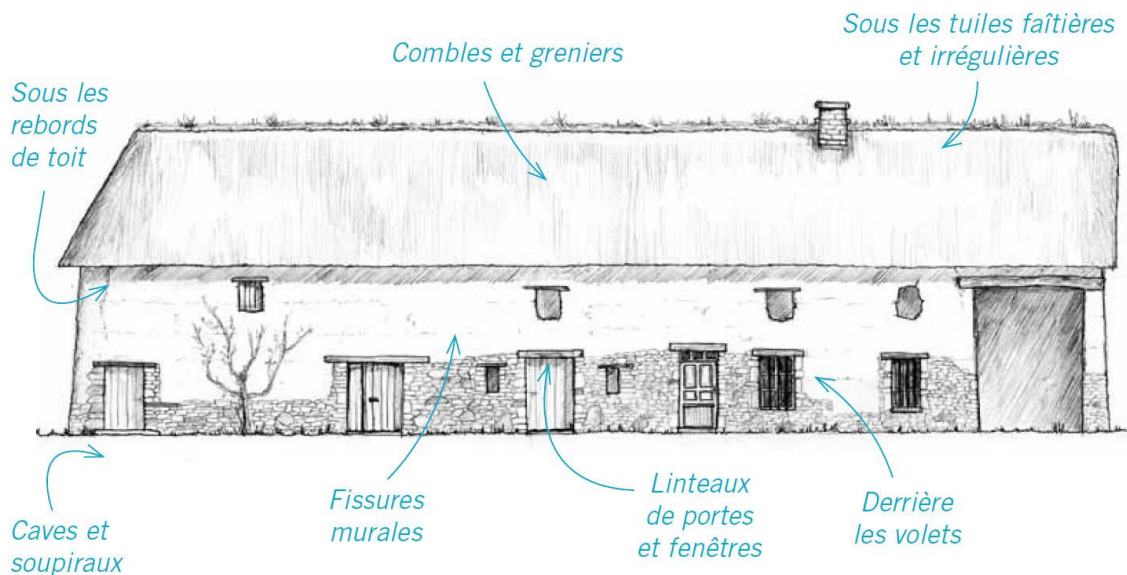 Sous les tuiles faîtières
et irrégulières
Combles et greniers
Sous les
rebords
de toit
Caves et
soupiraux
Fissures
murales
Linteaux
de portes
et fenêtres
Derrière
les volets